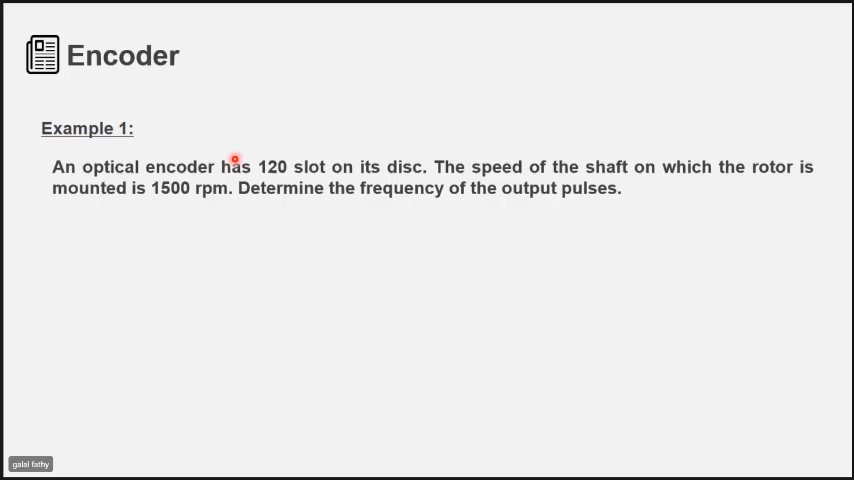 Encoder
Example 1:
An optical encoder has 120 slot on its disc. The speed of the shaft on which the rotor is
mounted is 1500 rpm. Determine the frequency of the output pulses.
galal fathy